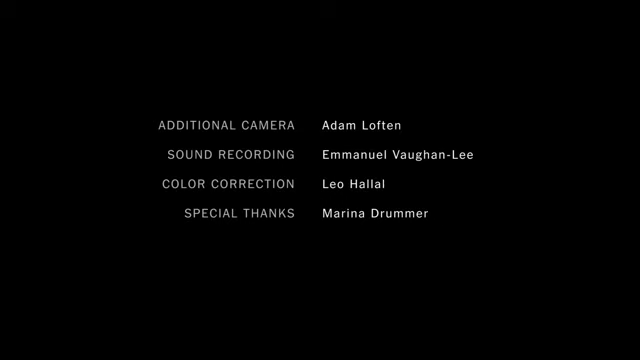 ADDITIONAL CAMERA Adam Loften
SOUND RECORDING Emmanuel Vaughan-Lee
COLOR CORRECTION Leo Hallal
SPECIAL THANKS Marina Drummer